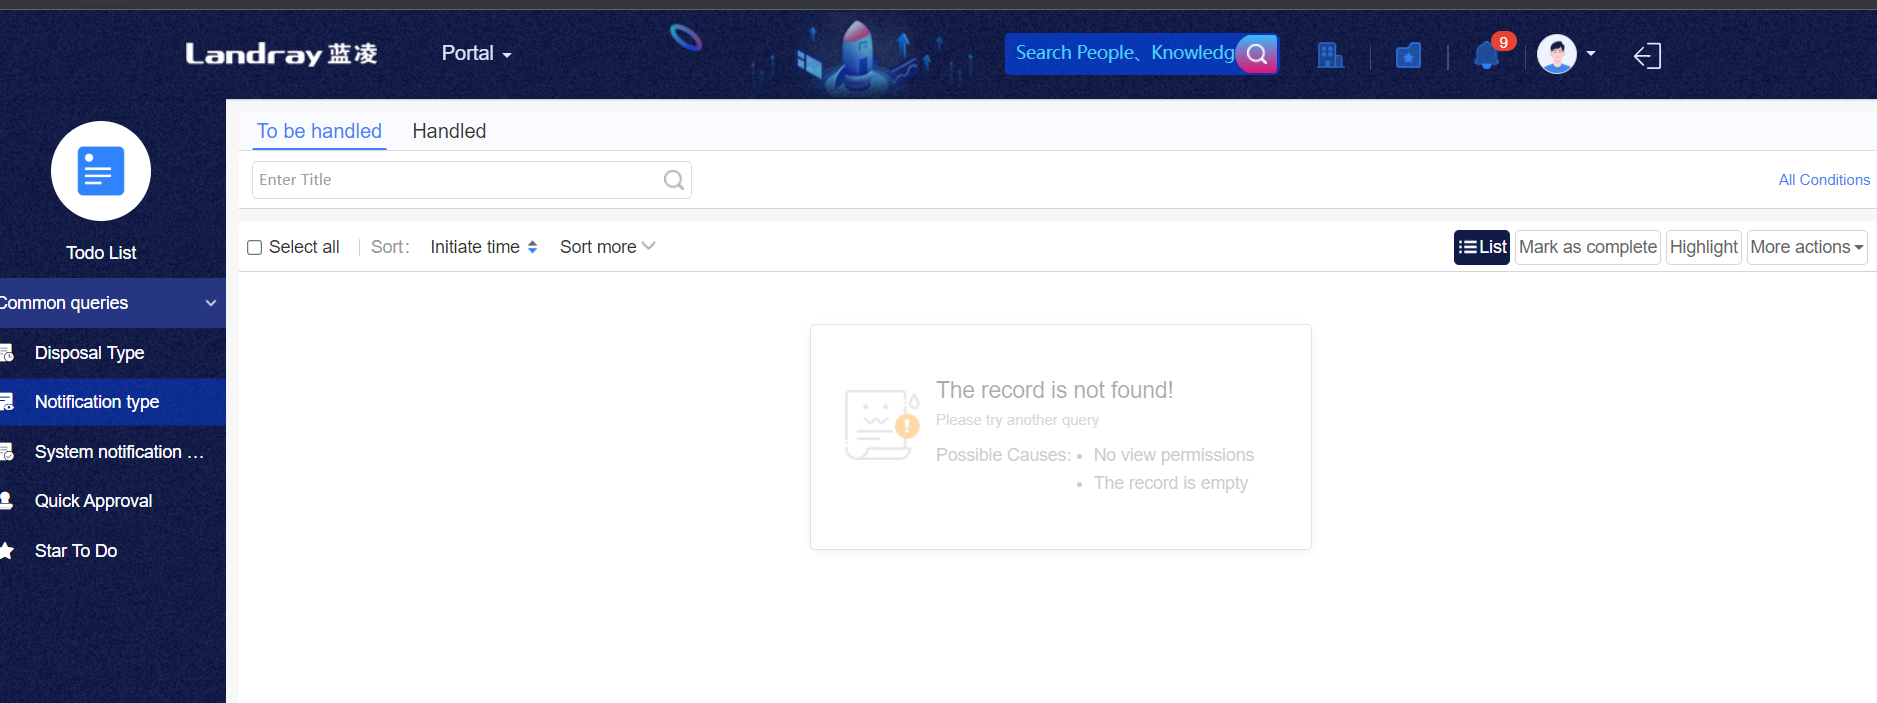 Landray 蓝凌
Portal
Search People、Knowledg
9
To be handled
Handled
Enter Title
All Conditions
Todo List
Select all
Sort:
Initiate time
Sort more
List
Mark as complete
Highlight
More actions
Common queries
Disposal Type
Notification type
System notification ...
Quick Approval
Star To Do
The record is not found!
Please try another query
Possible Causes: • No view permissions
• The record is empty